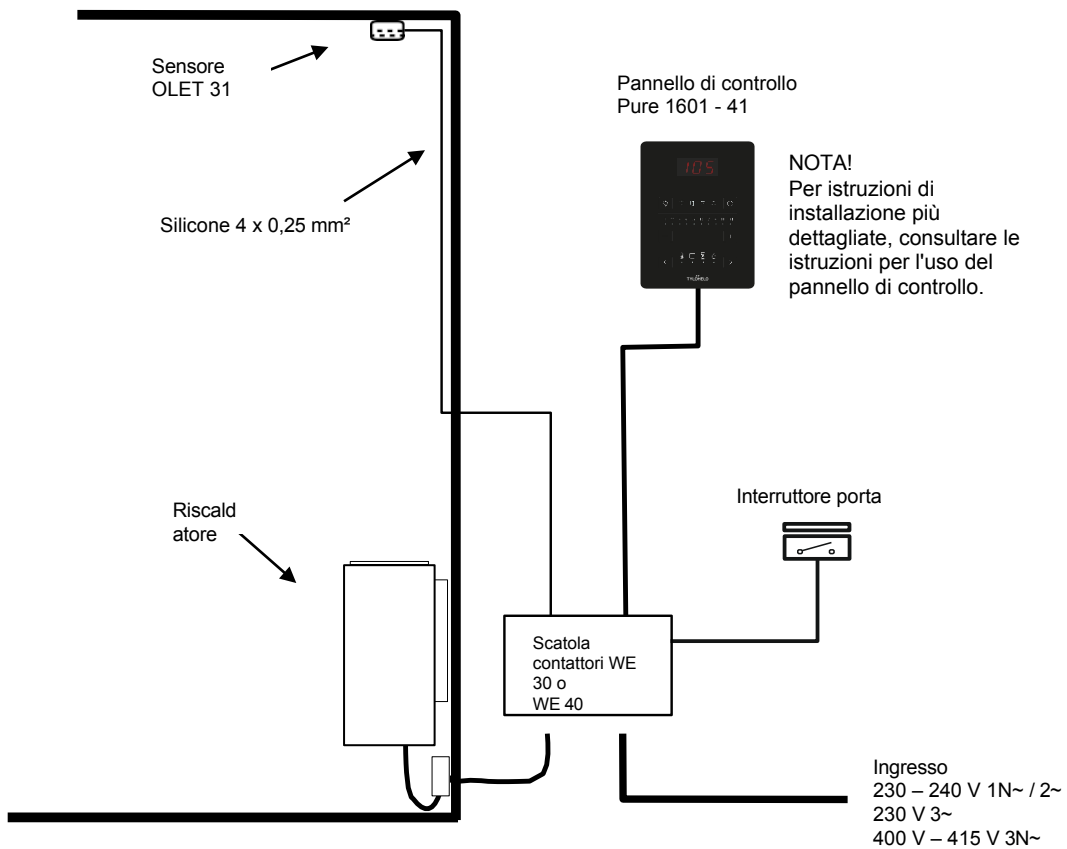 Sensore
OLET 31
Pannello di controllo
Pure 1601 - 41
105
TYLÖHELO
NOTA!
Per istruzioni di
installazione più
dettagliate, consultare le
istruzioni per l'uso del
pannello di controllo.
Silicone 4 x 0,25 mm²
Riscald
atore
Interruttore porta
Scatola
contattori WE
30 o
WE 40
Ingresso
230 – 240 V 1N~ / 2~
230 V 3~
400 V – 415 V 3N~